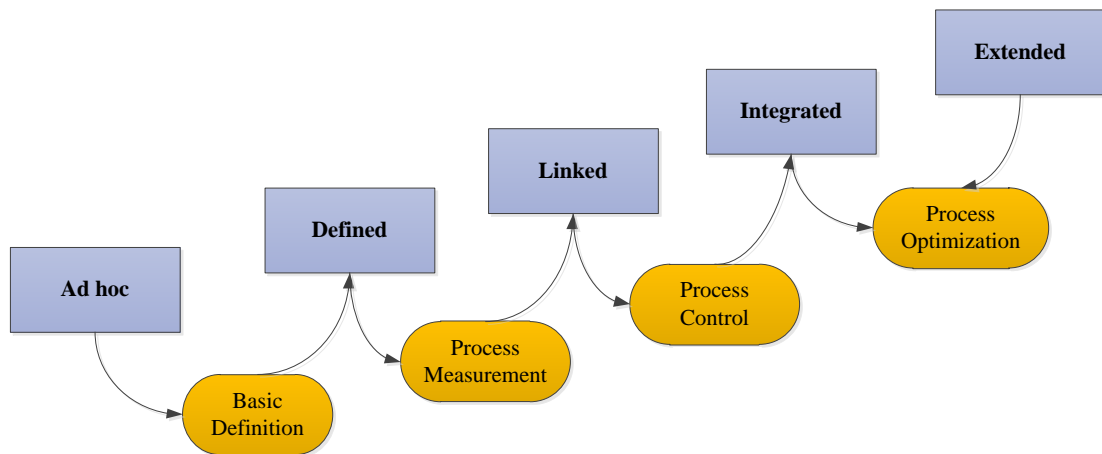 Extended
Integrated
Linked
Defined
Ad hoc
Process
Optimization
Process
Control
Process
Measurement
Basic
Definition